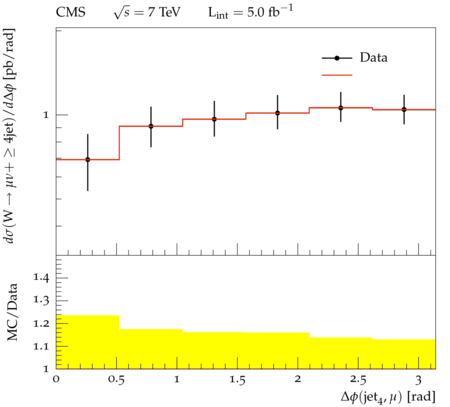 CMS √s = 7 TeV L_int = 5.0 fb⁻¹
dσ(W → μν+ ≥ 4jet)/dΔϕ [pb/rad]
Data
1
MC/Data
1.4
1.3
1.2
1.1
1
0 0.5 1 1.5 2 2.5 3
Δϕ(jet₄, μ) [rad]